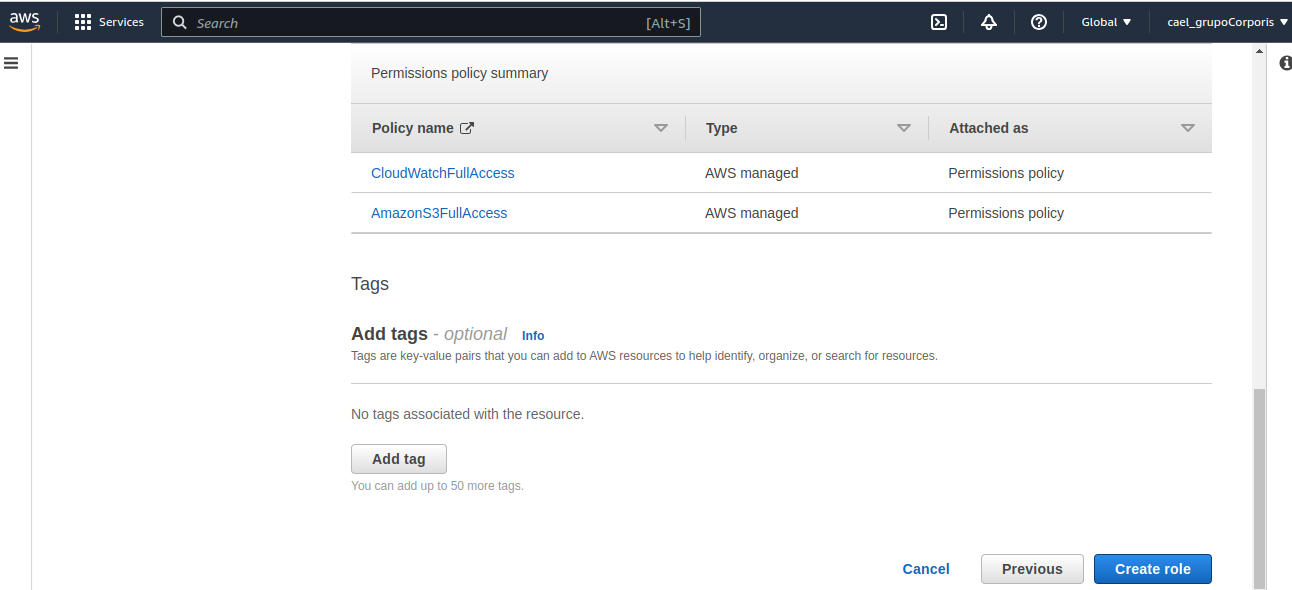 aws Services Search [Alt+S] Global cael_grupoCorporis
Permissions policy summary
Policy name Type Attached as
CloudWatchFullAccess AWS managed Permissions policy
AmazonS3FullAccess AWS managed Permissions policy
Tags
Add tags - optional Info
Tags are key-value pairs that you can add to AWS resources to help identify, organize, or search for resources.
No tags associated with the resource.
Add tag
You can add up to 50 more tags.
Cancel Previous Create role